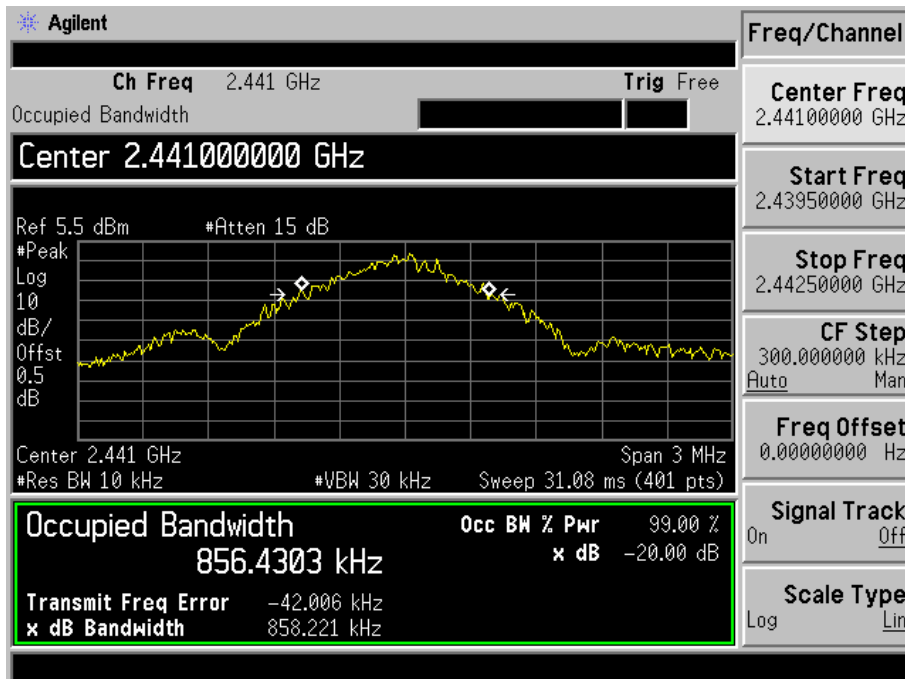 Agilent
Freq/Channel
Ch Freq 2.441 GHz Trig Free
Occupied Bandwidth
Center 2.441000000 GHz
Ref 5.5 dBm #Atten 15 dB
#Peak
Log
10
dB/
Offst
0.5
dB
Center 2.441 GHz Span 3 MHz
#Res BW 10 kHz #VBW 30 kHz Sweep 31.08 ms (401 pts)
Occupied Bandwidth
856.4303 kHz
Occ BW % Pwr 99.00 %
x dB -20.00 dB
Transmit Freq Error -42.006 kHz
x dB Bandwidth 858.221 kHz
Center Freq
2.44100000 GHz
Start Freq
2.43950000 GHz
Stop Freq
2.44250000 GHz
CF Step
300.000000 kHz
Auto Man
Freq Offset
0.00000000 Hz
Signal Track
On Off
Scale Type
Log Lin